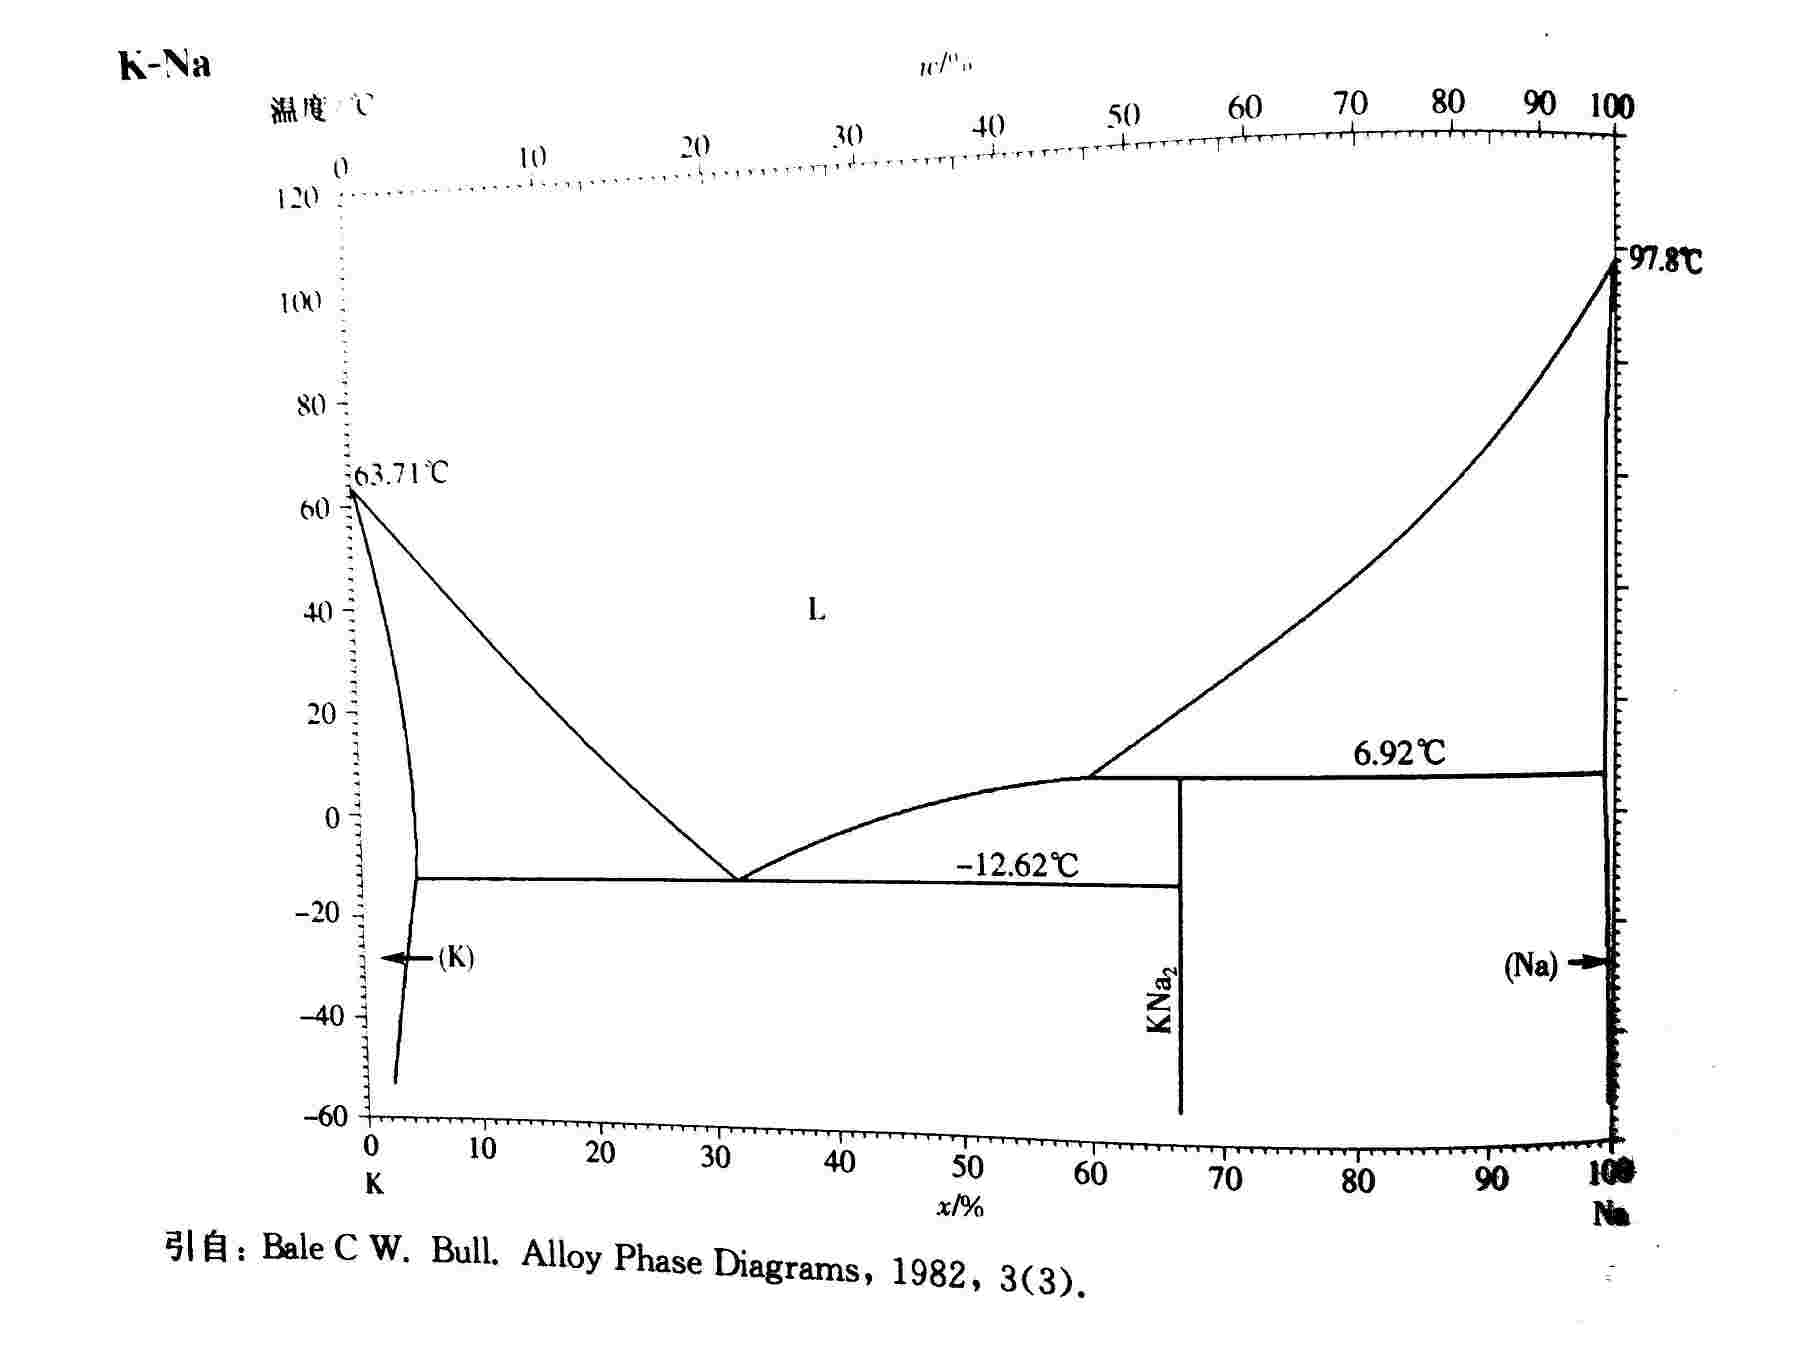 K-Na
温度/℃
w/%
0 10 20 30 40 50 60 70 80 90 100
120
100
80
60
40
20
0
-20
-40
-60
97.8℃
63.71℃
L
6.92℃
-12.62℃
(K)
KNa₂
(Na)
0 10 20 30 40 50 60 70 80 90 100
K
x/%
Na
引自：Bale C W. Bull. Alloy Phase Diagrams, 1982, 3(3).